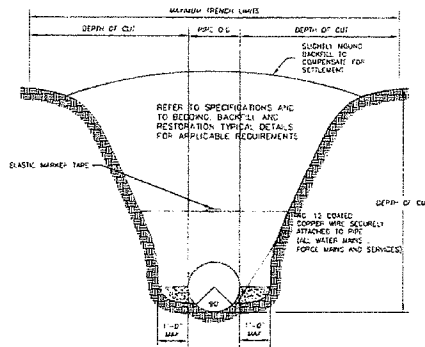 MAXIMUM TRENCH LIMITS
DEPTH OF CUT
PIPE O.D.
DEPTH OF CUT
SLIGHTLY MOUND
BACKFILL TO
COMPENSATE FOR
SETTLEMENT
REFER TO SPECIFICATIONS AND
TO BEDDING, BACKFILL AND
RESTORATION TYPICAL DETAILS
FOR APPLICABLE REQUIREMENTS
ELASTIC MARKER TAPE
DEPTH OF CUT
NO 12 COATED
COPPER WIRE SECURELY
ATTACHED TO PIPE
(ALL WATER MAINS
FORCE MAINS AND SERVICES)
1'-0"
MAX
1'-0"
MAX